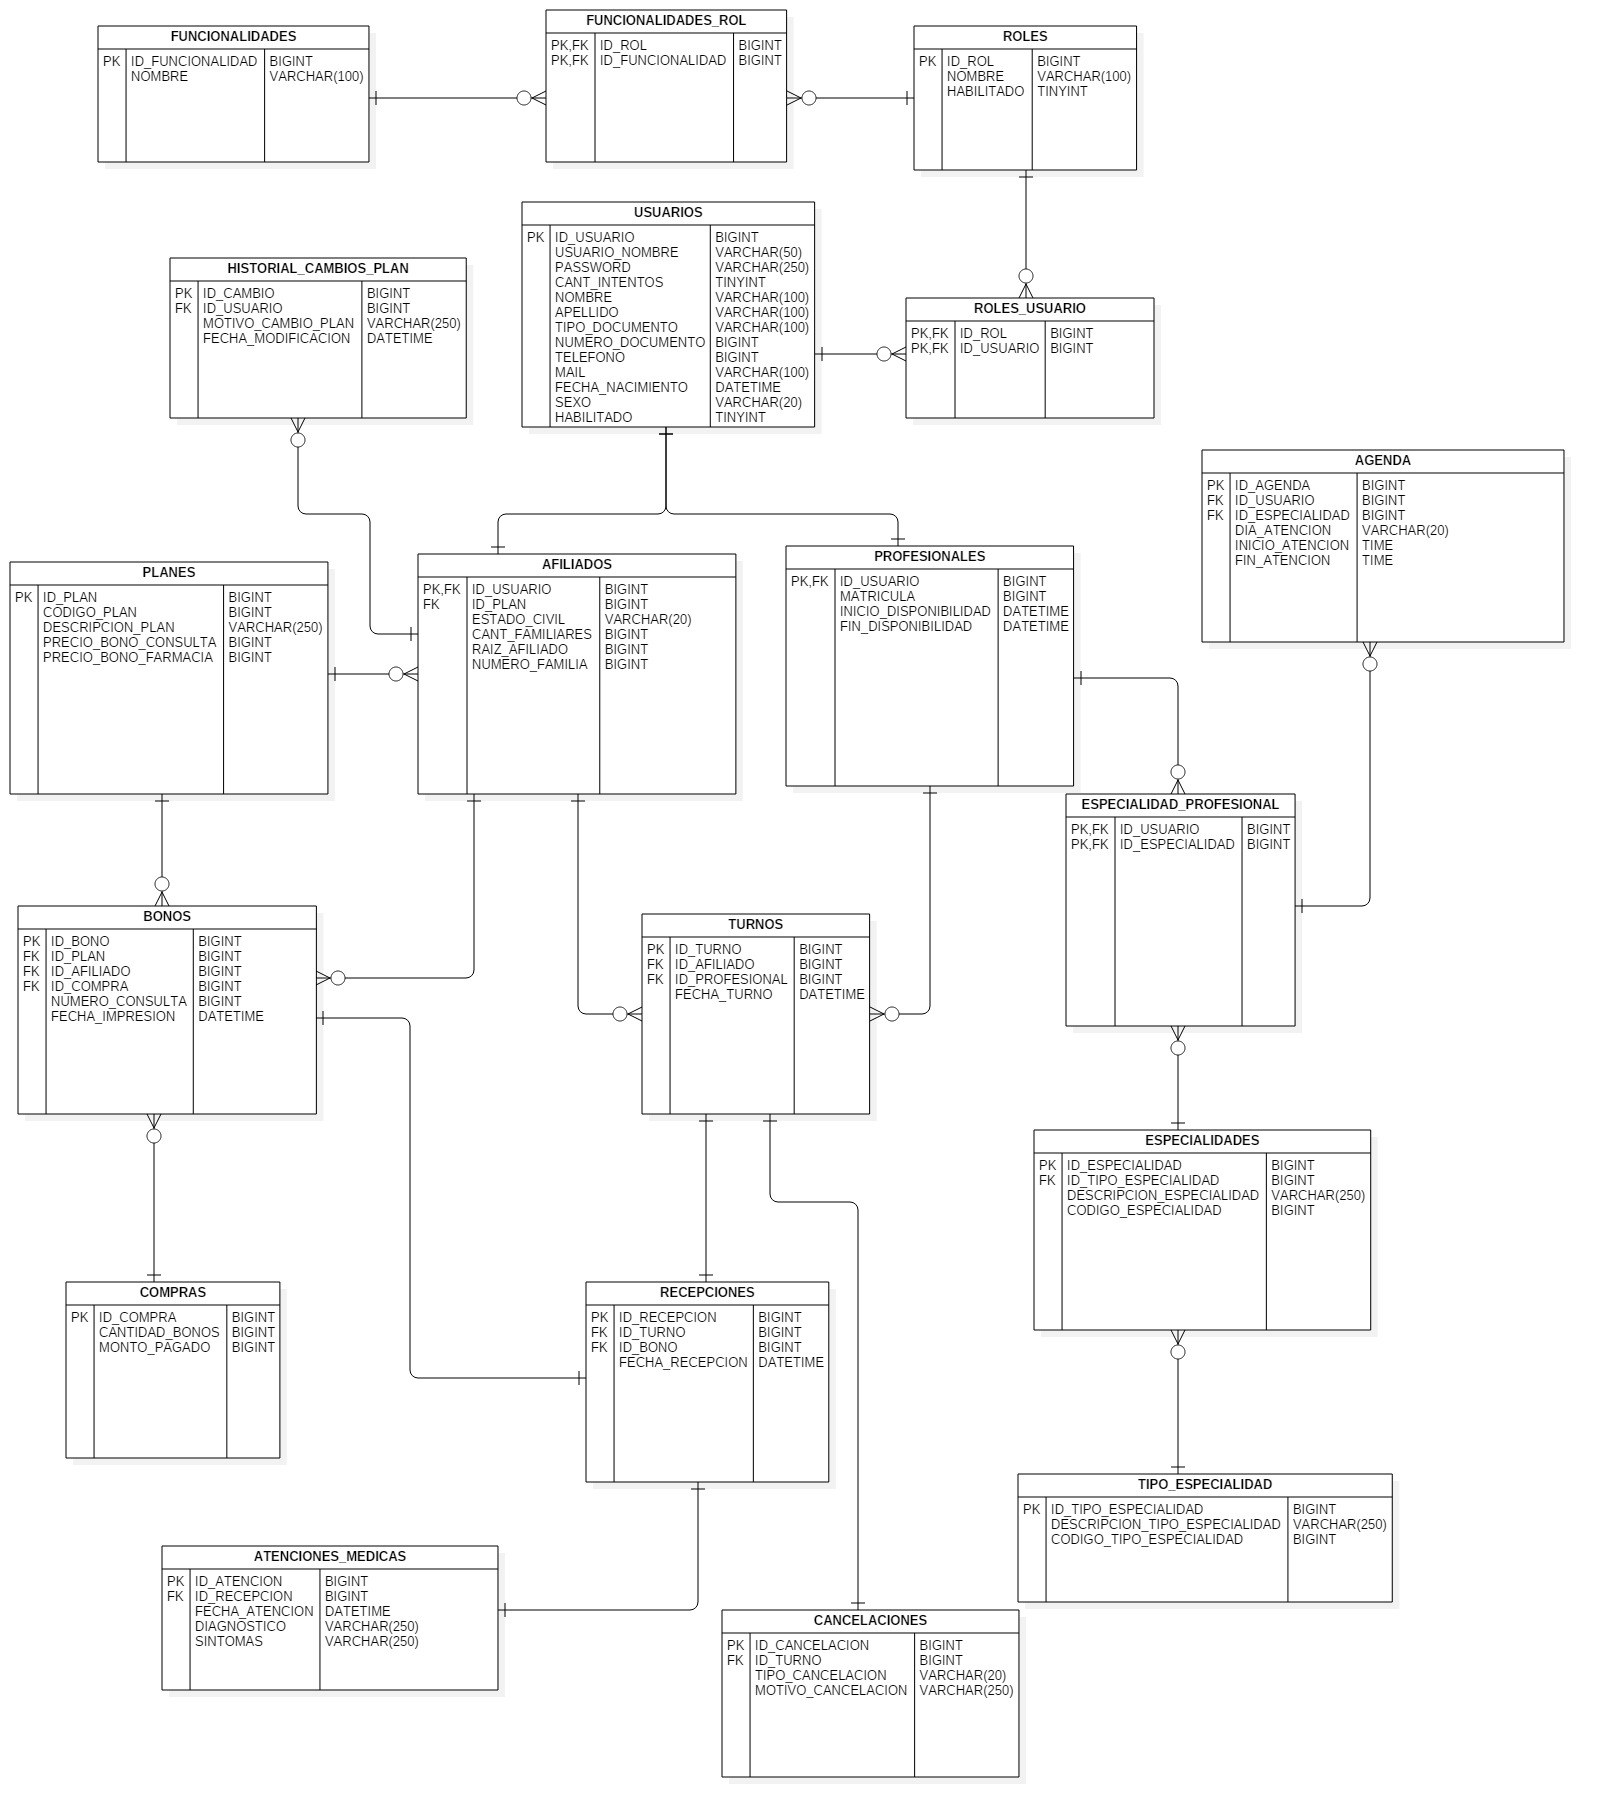 FUNCIONALIDADES
PK ID_FUNCIONALIDAD BIGINT
NOMBRE VARCHAR(100)
FUNCIONALIDADES_ROL
PK,FK ID_ROL BIGINT
PK,FK ID_FUNCIONALIDAD BIGINT
ROLES
PK ID_ROL BIGINT
NOMBRE VARCHAR(100)
HABILITADO TINYINT
USUARIOS
PK ID_USUARIO BIGINT
USUARIO_NOMBRE VARCHAR(50)
PASSWORD VARCHAR(250)
CANT_INTENTOS TINYINT
NOMBRE VARCHAR(100)
APELLIDO VARCHAR(100)
TIPO_DOCUMENTO VARCHAR(100)
NUMERO_DOCUMENTO BIGINT
TELEFONO BIGINT
MAIL VARCHAR(100)
FECHA_NACIMIENTO DATETIME
SEXO VARCHAR(20)
HABILITADO TINYINT
HISTORIAL_CAMBIOS_PLAN
PK ID_CAMBIO BIGINT
FK ID_USUARIO BIGINT
MOTIVO_CAMBIO_PLAN VARCHAR(250)
FECHA_MODIFICACION DATETIME
ROLES_USUARIO
PK,FK ID_ROL BIGINT
PK,FK ID_USUARIO BIGINT
AGENDA
PK ID_AGENDA BIGINT
FK ID_USUARIO BIGINT
FK ID_ESPECIALIDAD BIGINT
DIA_ATENCION VARCHAR(20)
INICIO_ATENCION TIME
FIN_ATENCION TIME
PLANES
PK ID_PLAN BIGINT
CODIGO_PLAN BIGINT
DESCRIPCION_PLAN VARCHAR(250)
PRECIO_BONO_CONSULTA BIGINT
PRECIO_BONO_FARMACIA BIGINT
AFILIADOS
PK,FK ID_USUARIO BIGINT
FK ID_PLAN BIGINT
ESTADO_CIVIL VARCHAR(20)
CANT_FAMILIARES BIGINT
RAIZ_AFILIADO BIGINT
NUMERO_FAMILIA BIGINT
PROFESIONALES
PK,FK ID_USUARIO BIGINT
MATRICULA BIGINT
INICIO_DISPONIBILIDAD DATETIME
FIN_DISPONIBILIDAD DATETIME
ESPECIALIDAD_PROFESIONAL
PK,FK ID_USUARIO BIGINT
PK,FK ID_ESPECIALIDAD BIGINT
BONOS
PK ID_BONO BIGINT
FK ID_PLAN BIGINT
FK ID_AFILIADO BIGINT
FK ID_COMPRA BIGINT
NUMERO_CONSULTA BIGINT
FECHA_IMPRESION DATETIME
TURNOS
PK ID_TURNO BIGINT
FK ID_AFILIADO BIGINT
FK ID_PROFESIONAL BIGINT
FECHA_TURNO DATETIME
ESPECIALIDADES
PK ID_ESPECIALIDAD BIGINT
FK ID_TIPO_ESPECIALIDAD BIGINT
DESCRIPCION_ESPECIALIDAD VARCHAR(250)
CODIGO_ESPECIALIDAD BIGINT
COMPRAS
PK ID_COMPRA BIGINT
CANTIDAD_BONOS BIGINT
MONTO_PAGADO BIGINT
RECEPCIONES
PK ID_RECEPCION BIGINT
FK ID_TURNO BIGINT
FK ID_BONO BIGINT
FECHA_RECEPCION DATETIME
TIPO_ESPECIALIDAD
PK ID_TIPO_ESPECIALIDAD BIGINT
DESCRIPCION_TIPO_ESPECIALIDAD VARCHAR(250)
CODIGO_TIPO_ESPECIALIDAD BIGINT
ATENCIONES_MEDICAS
PK ID_ATENCION BIGINT
FK ID_RECEPCION BIGINT
FECHA_ATENCION DATETIME
DIAGNOSTICO VARCHAR(250)
SINTOMAS VARCHAR(250)
CANCELACIONES
PK ID_CANCELACION BIGINT
FK ID_TURNO BIGINT
TIPO_CANCELACION VARCHAR(20)
MOTIVO_CANCELACION VARCHAR(250)